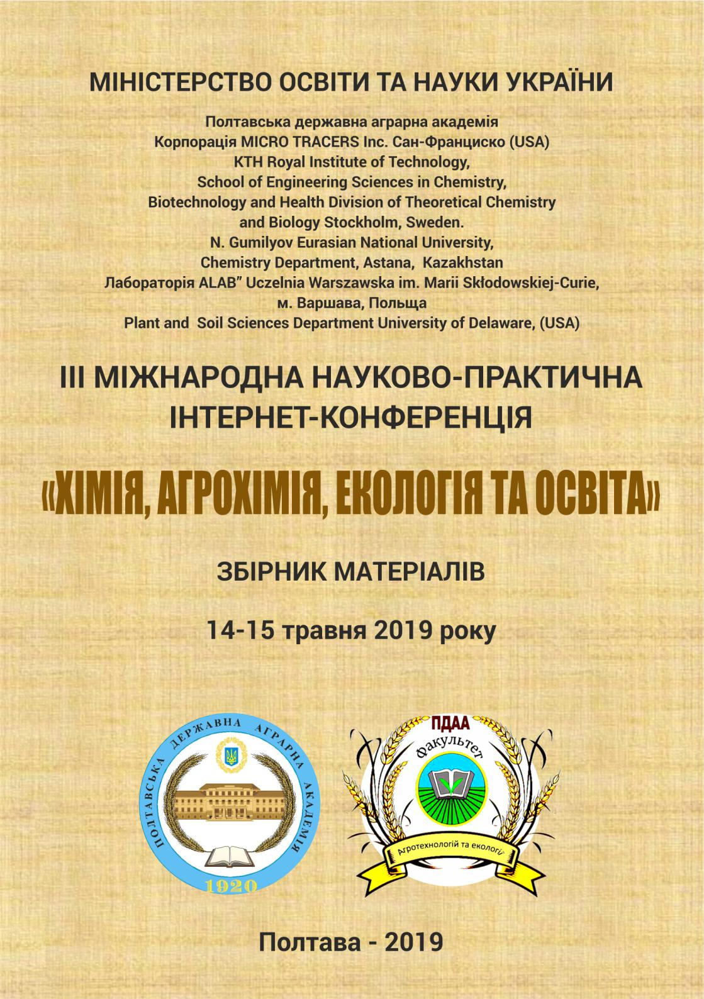 МІНІСТЕРСТВО ОСВІТИ ТА НАУКИ УКРАЇНИ
Полтавська державна аграрна академія
Корпорація MICRO TRACERS Inc. Сан-Франциско (USA)
KTH Royal Institute of Technology,
School of Engineering Sciences in Chemistry,
Biotechnology and Health Division of Theoretical Chemistry
and Biology Stockholm, Sweden.
N. Gumilyov Eurasian National University,
Chemistry Department, Astana, Kazakhstan
Лабораторія ALAB” Uczelnia Warszawska im. Marii Skłodowskiej-Curie,
м. Варшава, Польща
Plant and Soil Sciences Department University of Delaware, (USA)
ІІІ МІЖНАРОДНА НАУКОВО-ПРАКТИЧНА
ІНТЕРНЕТ-КОНФЕРЕНЦІЯ
«ХІМІЯ, АГРОХІМІЯ, ЕКОЛОГІЯ ТА ОСВІТА»
ЗБІРНИК МАТЕРІАЛІВ
14-15 травня 2019 року
ПОЛТАВСЬКА ДЕРЖАВНА АГРАРНА АКАДЕМІЯ
1920
ПДАА
Факультет
Агротехнологій та екології
Полтава - 2019